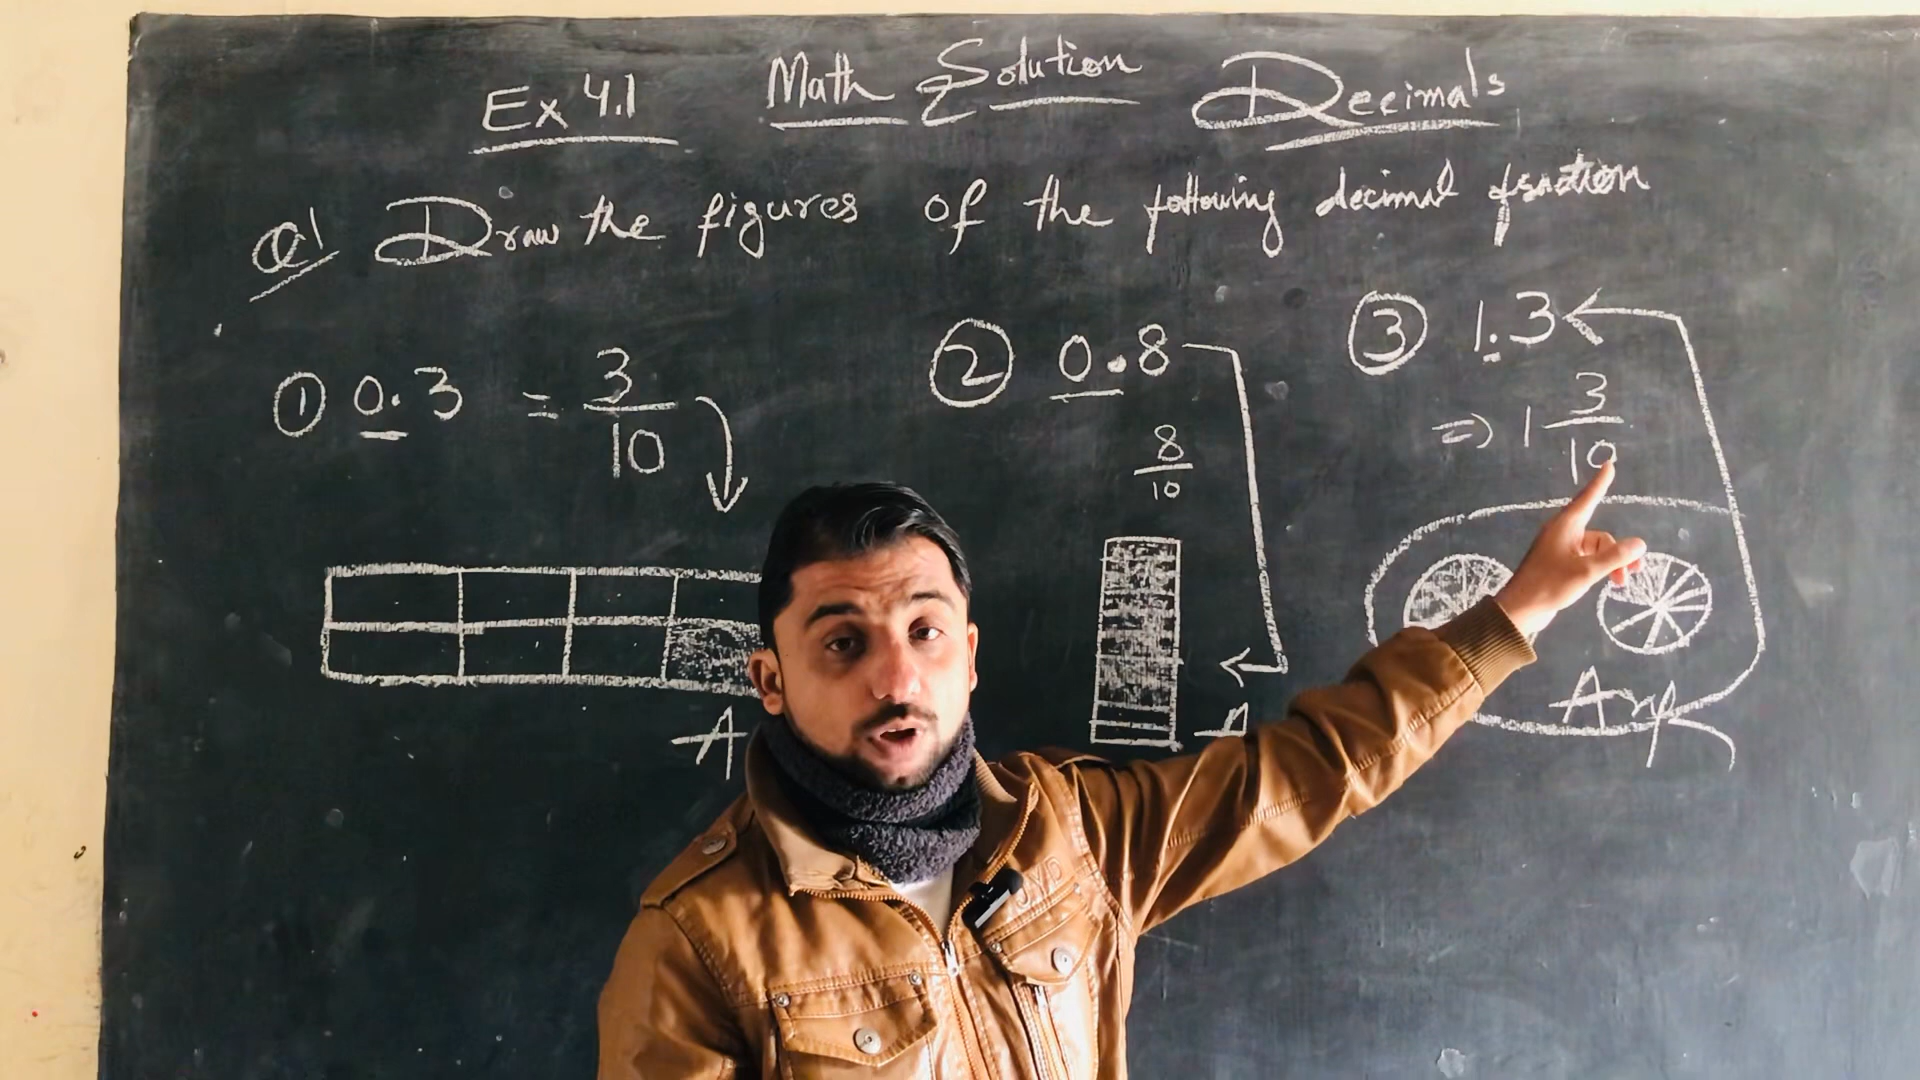 Ex 4.1 Math Solution Decimals
Q1 Draw the figures of the following decimal fraction
① 0.3 = 3/10
② 0.8
8/10
③ 1.3
⇒ 1 3/10
A
A
Ans